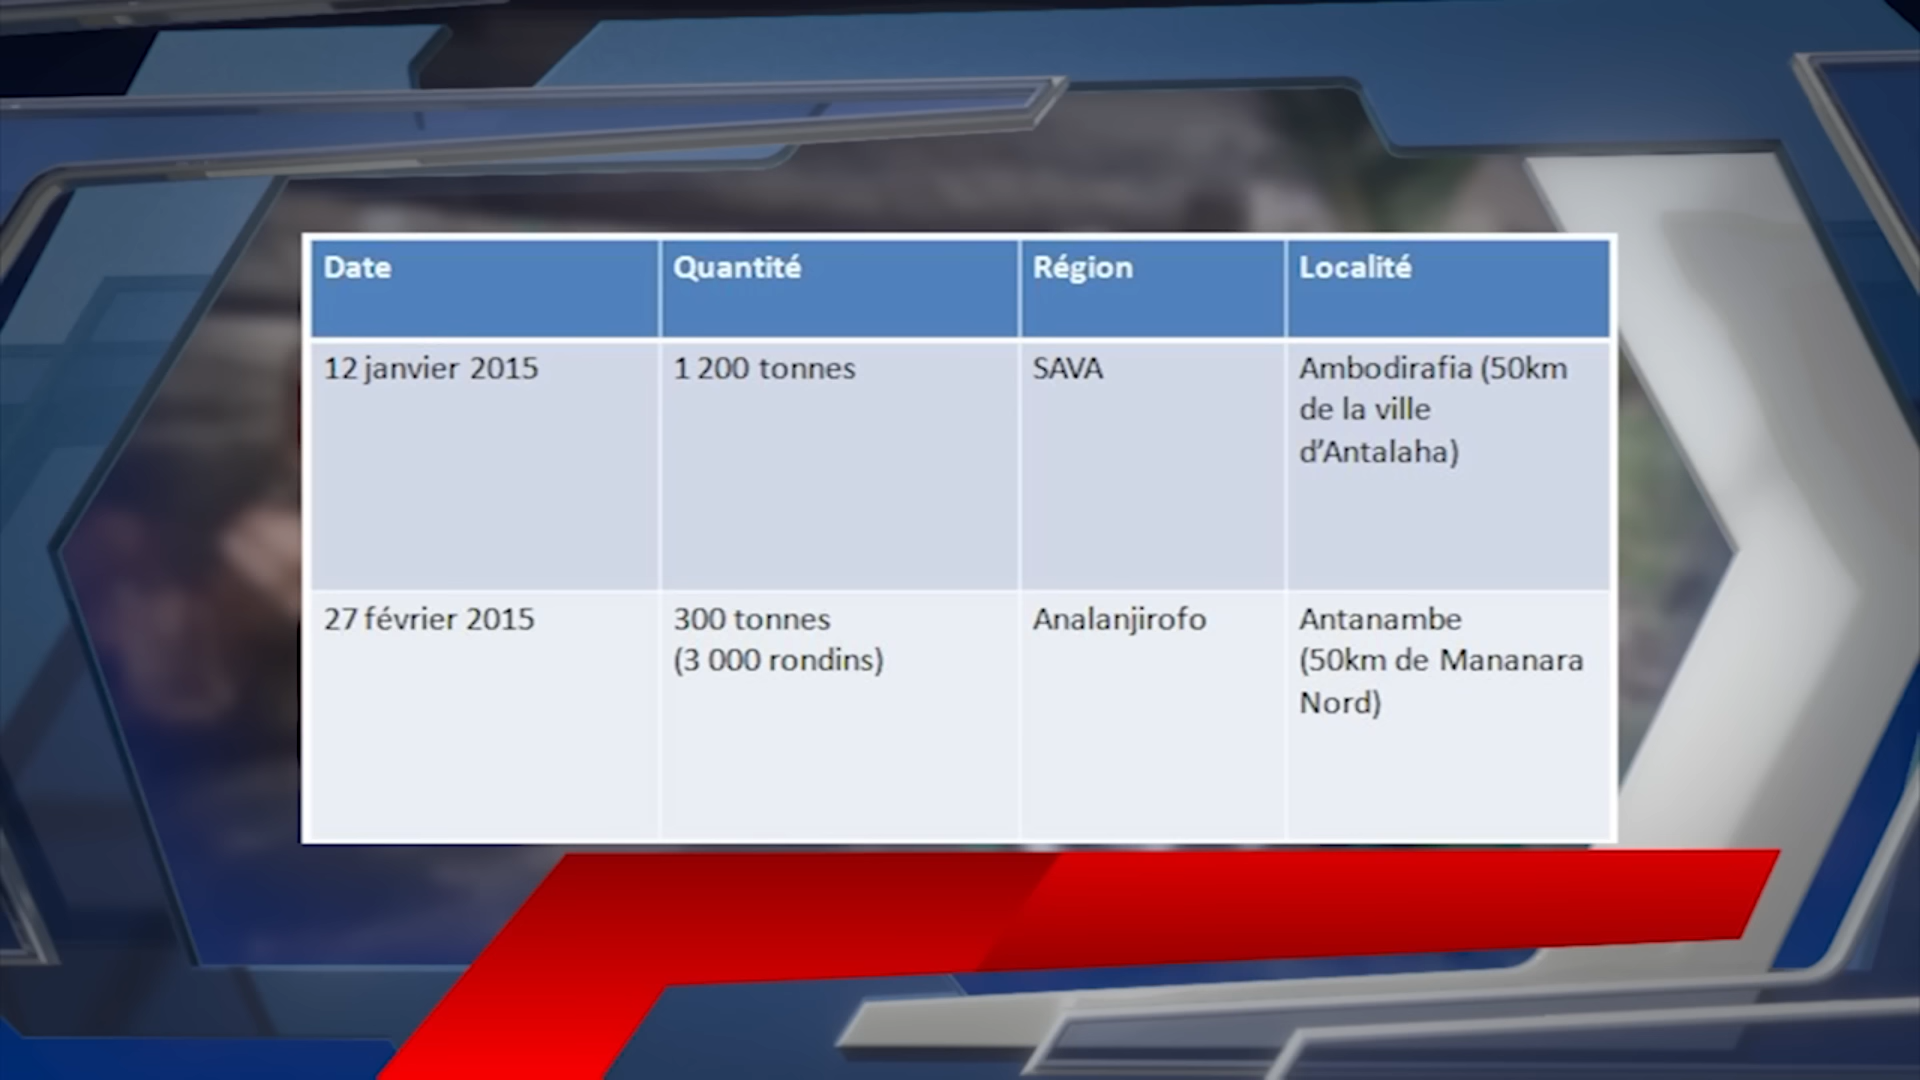 Date Quantité Région Localité
12 janvier 2015 1 200 tonnes SAVA Ambodirafia (50km
de la ville
d’Antalaha)
27 février 2015 300 tonnes Analanjirofo Antanambe
(3 000 rondins) (50km de Mananara
Nord)